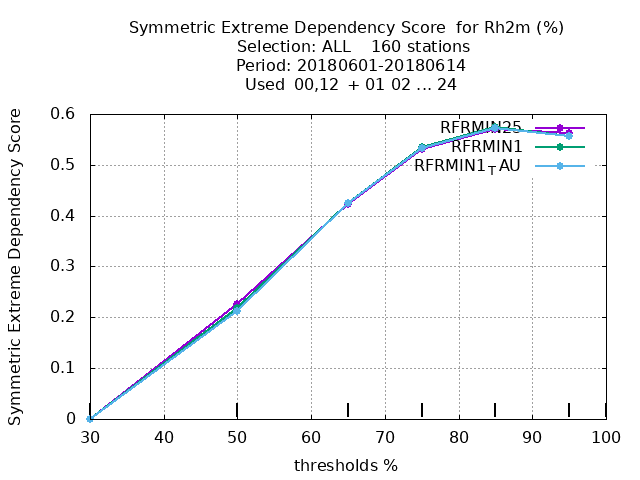 Symmetric Extreme Dependency Score  for Rh2m (%)
Selection: ALL    160 stations
Period: 20180601-20180614
Used  00,12  + 01 02 ... 24
Symmetric Extreme Dependency Score
0.6
0.5
0.4
0.3
0.2
0.1
0
RFRMIN25
RFRMIN1
RFRMIN1TAU
30 40 50 60 70 80 90 100
thresholds %